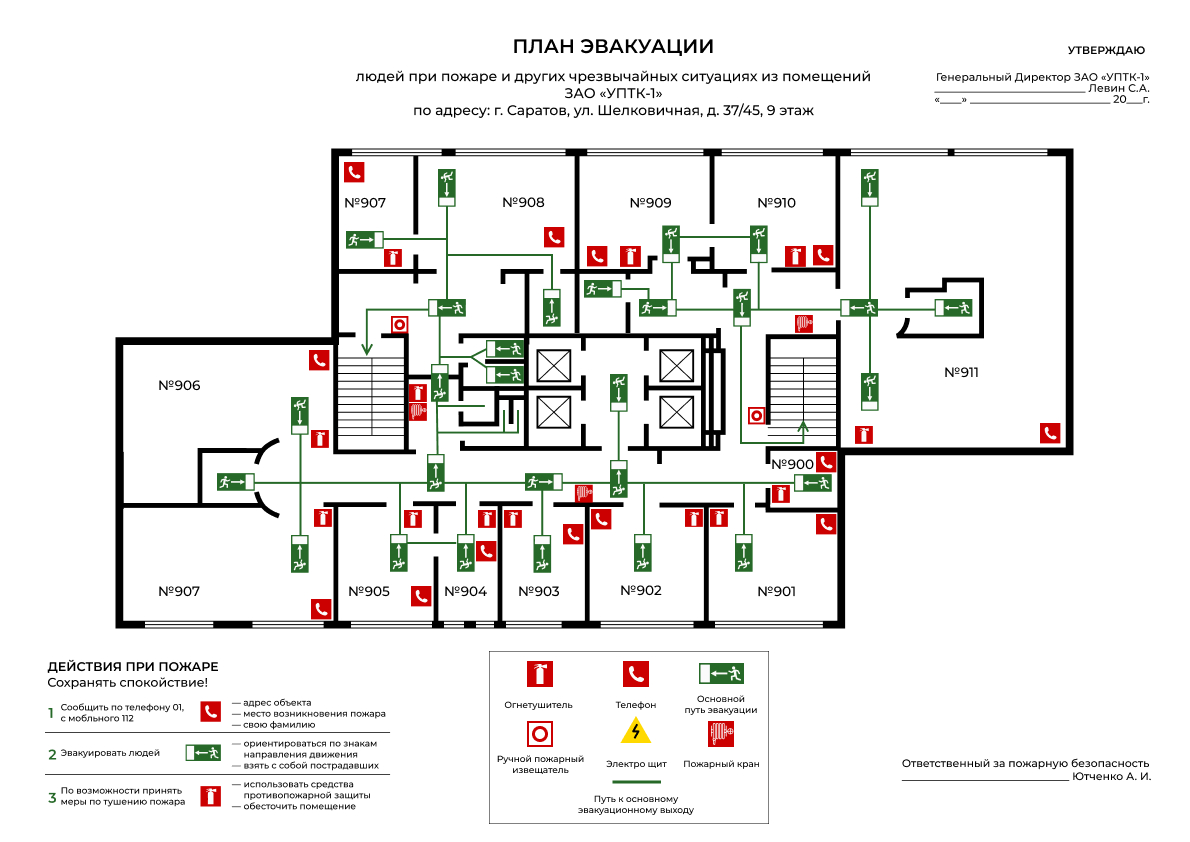 ПЛАН ЭВАКУАЦИИ
людей при пожаре и других чрезвычайных ситуациях из помещений
ЗАО «УПТК-1»
по адресу: г. Саратов, ул. Шелковичная, д. 37/45, 9 этаж
УТВЕРЖДАЮ
Генеральный Директор ЗАО «УПТК-1»
____________________________ Левин С.А.
«____» __________________________ 20___г.
№907
№908
№909
№910
№906
№911
№900
№907
№905
№904
№903
№902
№901
ДЕЙСТВИЯ ПРИ ПОЖАРЕ
Сохранять спокойствие!
1 Сообщить по телефону 01,
с мобльного 112
— адрес объекта
— место возникновения пожара
— свою фамилию
2 Эвакуировать людей
— ориентироваться по знакам
направления движения
— взять с собой пострадавших
3 По возможности принять
меры по тушению пожара
— использовать средства
противопожарной защиты
— обесточить помещение
Огнетушитель
Телефон
Основной
путь эвакуации
Ручной пожарный
извещатель
Электро щит
Пожарный кран
Путь к основному
эвакуационному выходу
Ответственный за пожарную безопасность
_______________________________ Ютченко А. И.